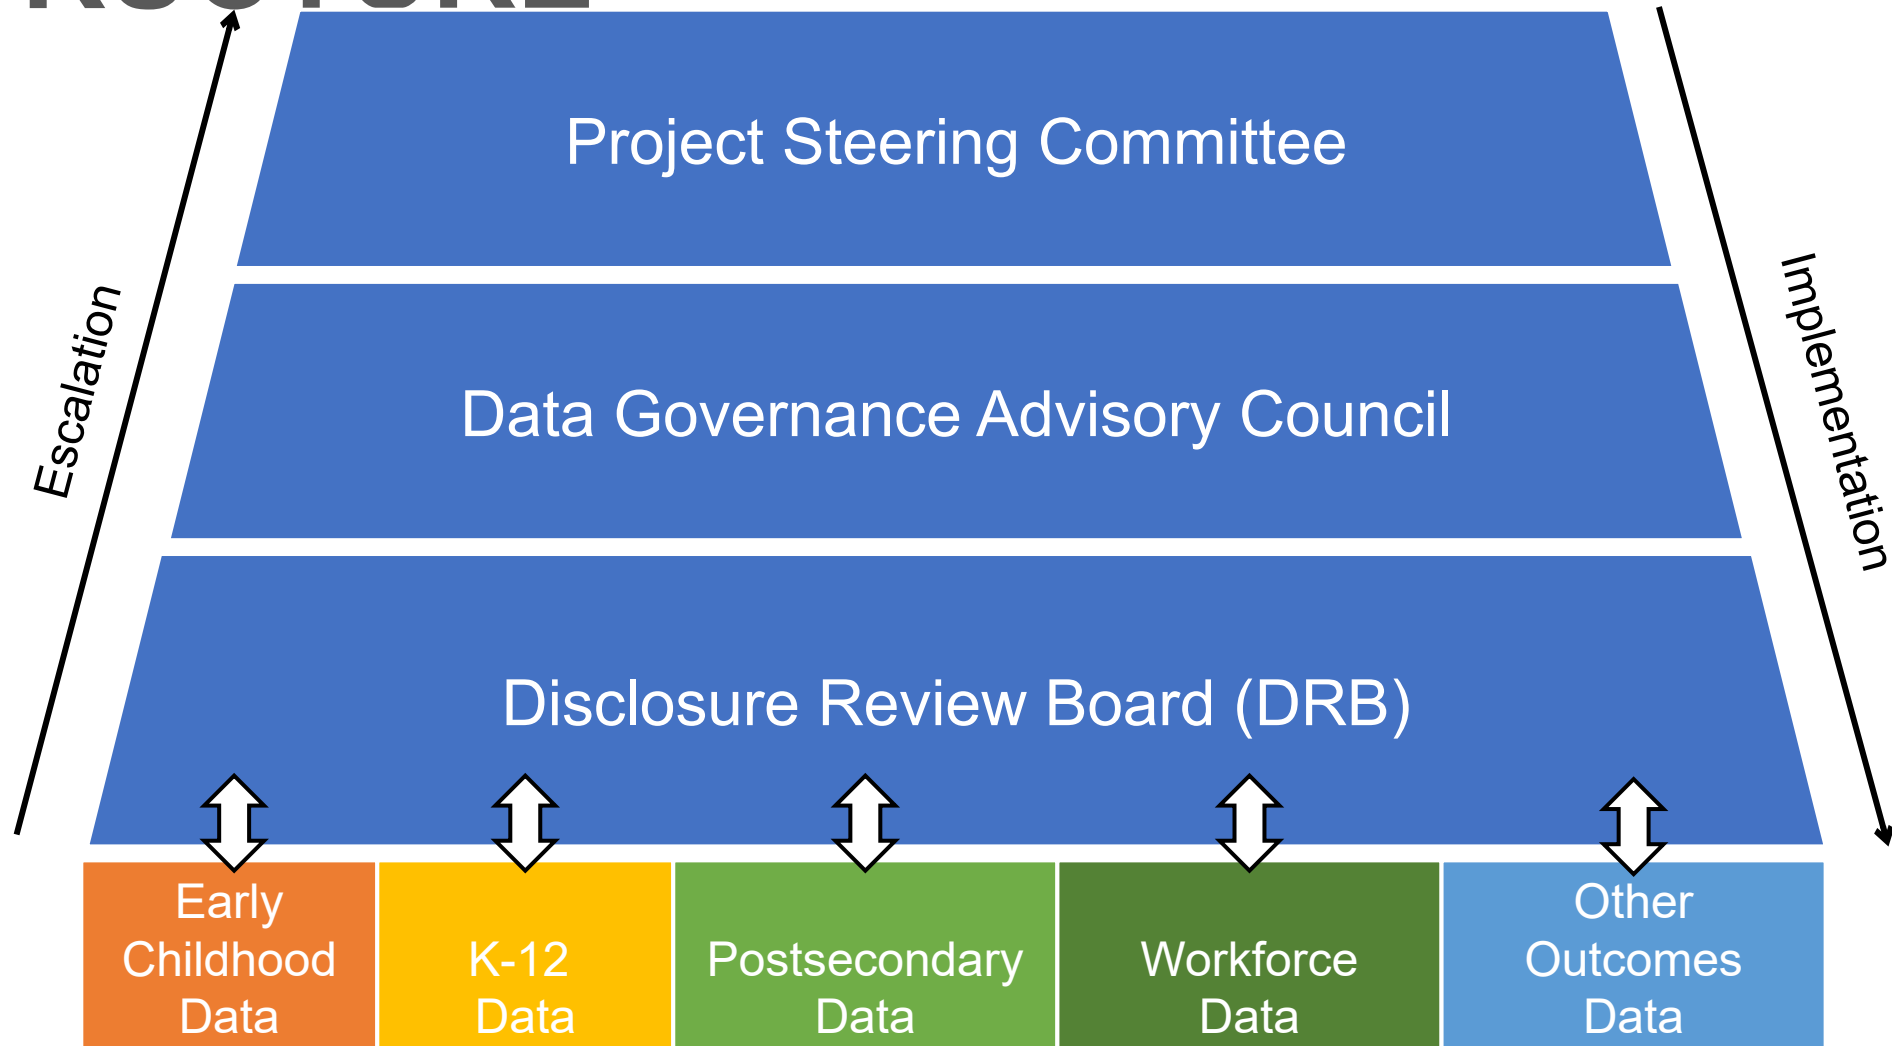 Project Steering Committee
Escalation
Implementation
Data Governance Advisory Council
Disclosure Review Board (DRB)
Early
Childhood
Data
K-12
Data
Postsecondary
Data
Workforce
Data
Other
Outcomes
Data